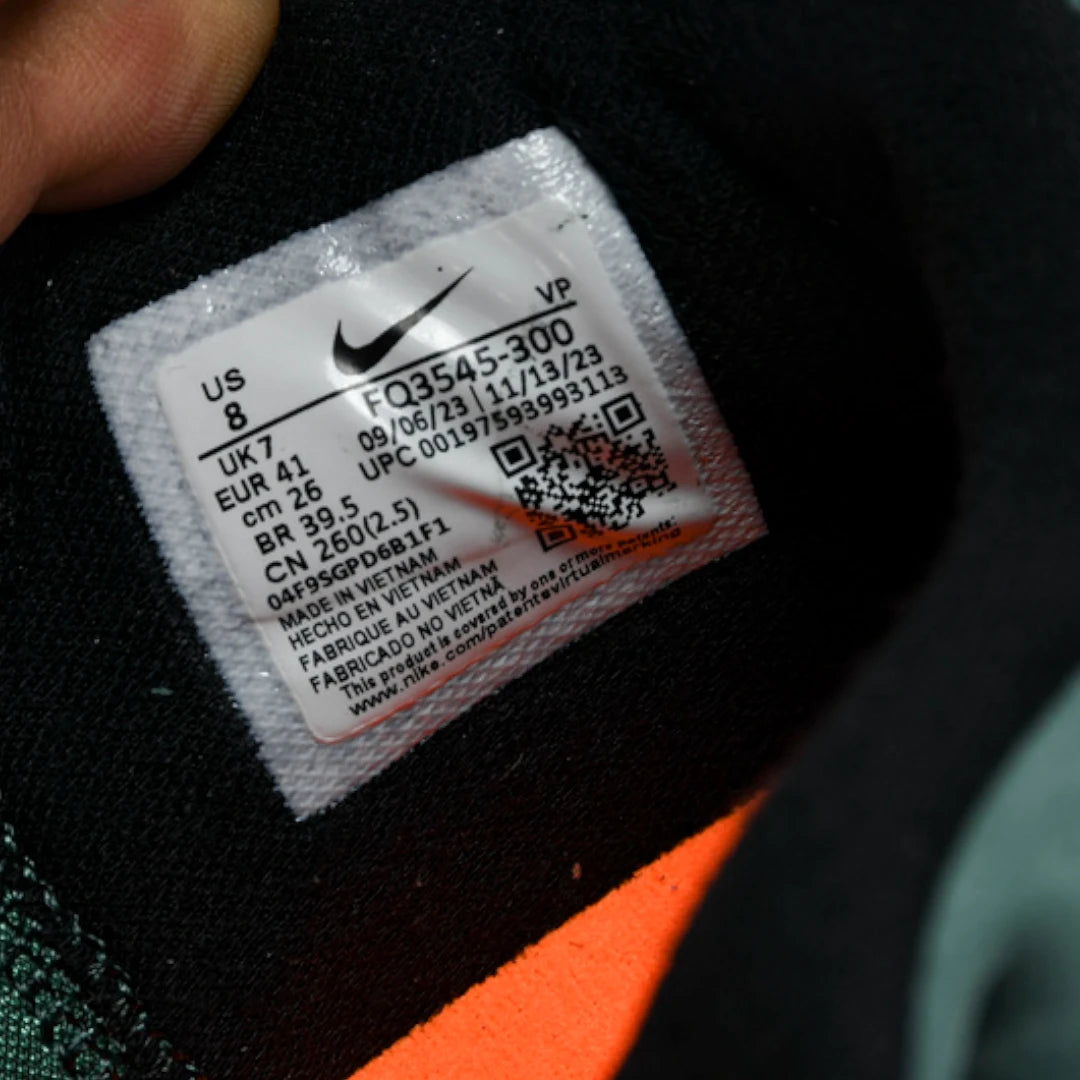 US
8
VP
FQ3545-300
09/06/23 | 11/13/23
UPC 00197593993113
UK 7
EUR 41
cm 26
BR 39.5
CN 260(2.5)
04F9SGPD6B1F1
MADE IN VIETNAM
HECHO EN VIETNAM
FABRIQUE AU VIETNAM
FABRICADO NO VIETNÃ
This product is covered by one or more patents:
www.nike.com/patentvirtualmarking